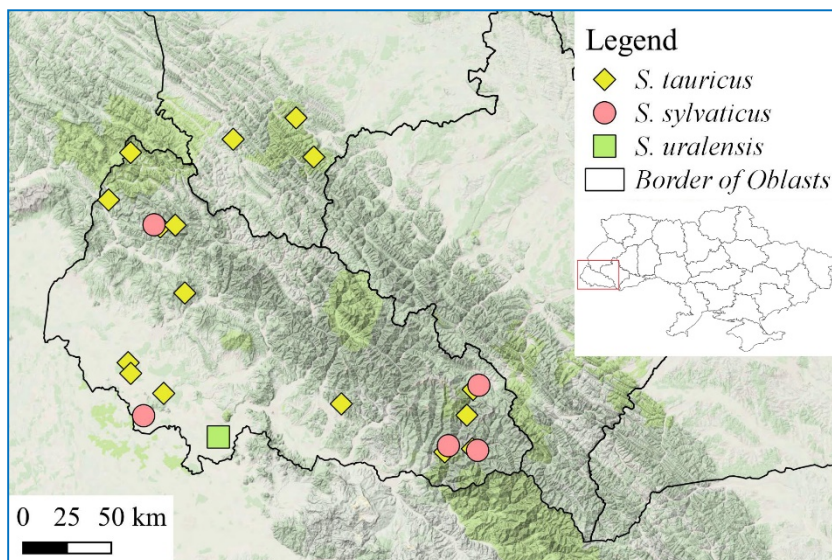 Legend
S. tauricus
S. sylvaticus
S. uralensis
Border of Oblasts
0 25 50 km